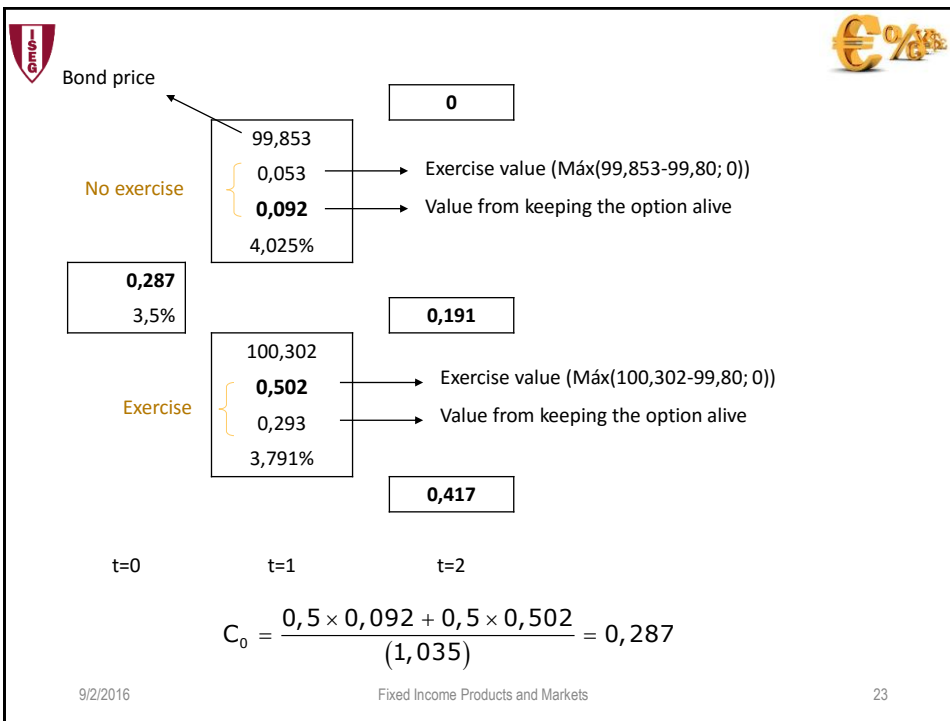 ISEG
€%
Bond price
0
99,853
0,053
Exercise value (Máx(99,853-99,80; 0))
No exercise
0,092
Value from keeping the option alive
4,025%
0,287
3,5%
0,191
100,302
0,502
Exercise value (Máx(100,302-99,80; 0))
Exercise
0,293
Value from keeping the option alive
3,791%
0,417
t=0 t=1 t=2
C₀ = (0,5 × 0,092 + 0,5 × 0,502) / (1,035) = 0,287
9/2/2016 Fixed Income Products and Markets 23